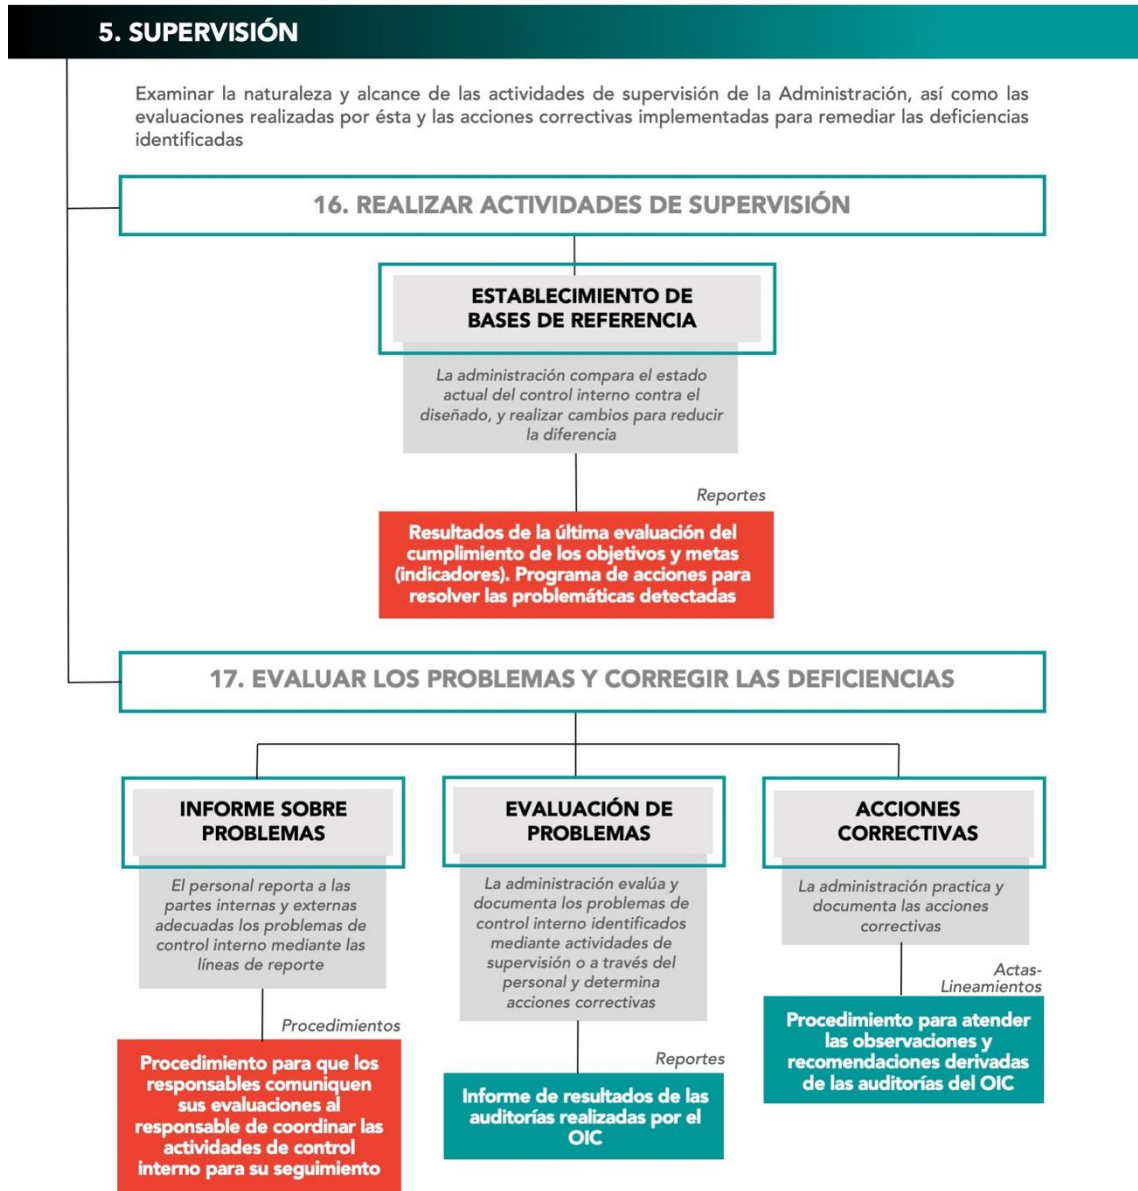 5. SUPERVISIÓN
Examinar la naturaleza y alcance de las actividades de supervisión de la Administración, así como las
evaluaciones realizadas por ésta y las acciones correctivas implementadas para remediar las deficiencias
identificadas
16. REALIZAR ACTIVIDADES DE SUPERVISIÓN
ESTABLECIMIENTO DE
BASES DE REFERENCIA
La administración compara el estado
actual del control interno contra el
diseñado, y realizar cambios para reducir
la diferencia
Reportes
Resultados de la última evaluación del
cumplimiento de los objetivos y metas
(indicadores). Programa de acciones para
resolver las problemáticas detectadas
17. EVALUAR LOS PROBLEMAS Y CORREGIR LAS DEFICIENCIAS
INFORME SOBRE
PROBLEMAS
El personal reporta a las
partes internas y externas
adecuadas los problemas de
control interno mediante las
líneas de reporte
Procedimientos
Procedimiento para que los
responsables comuniquen
sus evaluaciones al
responsable de coordinar las
actividades de control
interno para su seguimiento
EVALUACIÓN DE
PROBLEMAS
La administración evalúa y
documenta los problemas de
control interno identificados
mediante actividades de
supervisión o a través del
personal y determina
acciones correctivas
Reportes
Informe de resultados de las
auditorías realizadas por el
OIC
ACCIONES
CORRECTIVAS
La administración practica y
documenta las acciones
correctivas
Actas-
Lineamientos
Procedimiento para atender
las observaciones y
recomendaciones derivadas
de las auditorías del OIC